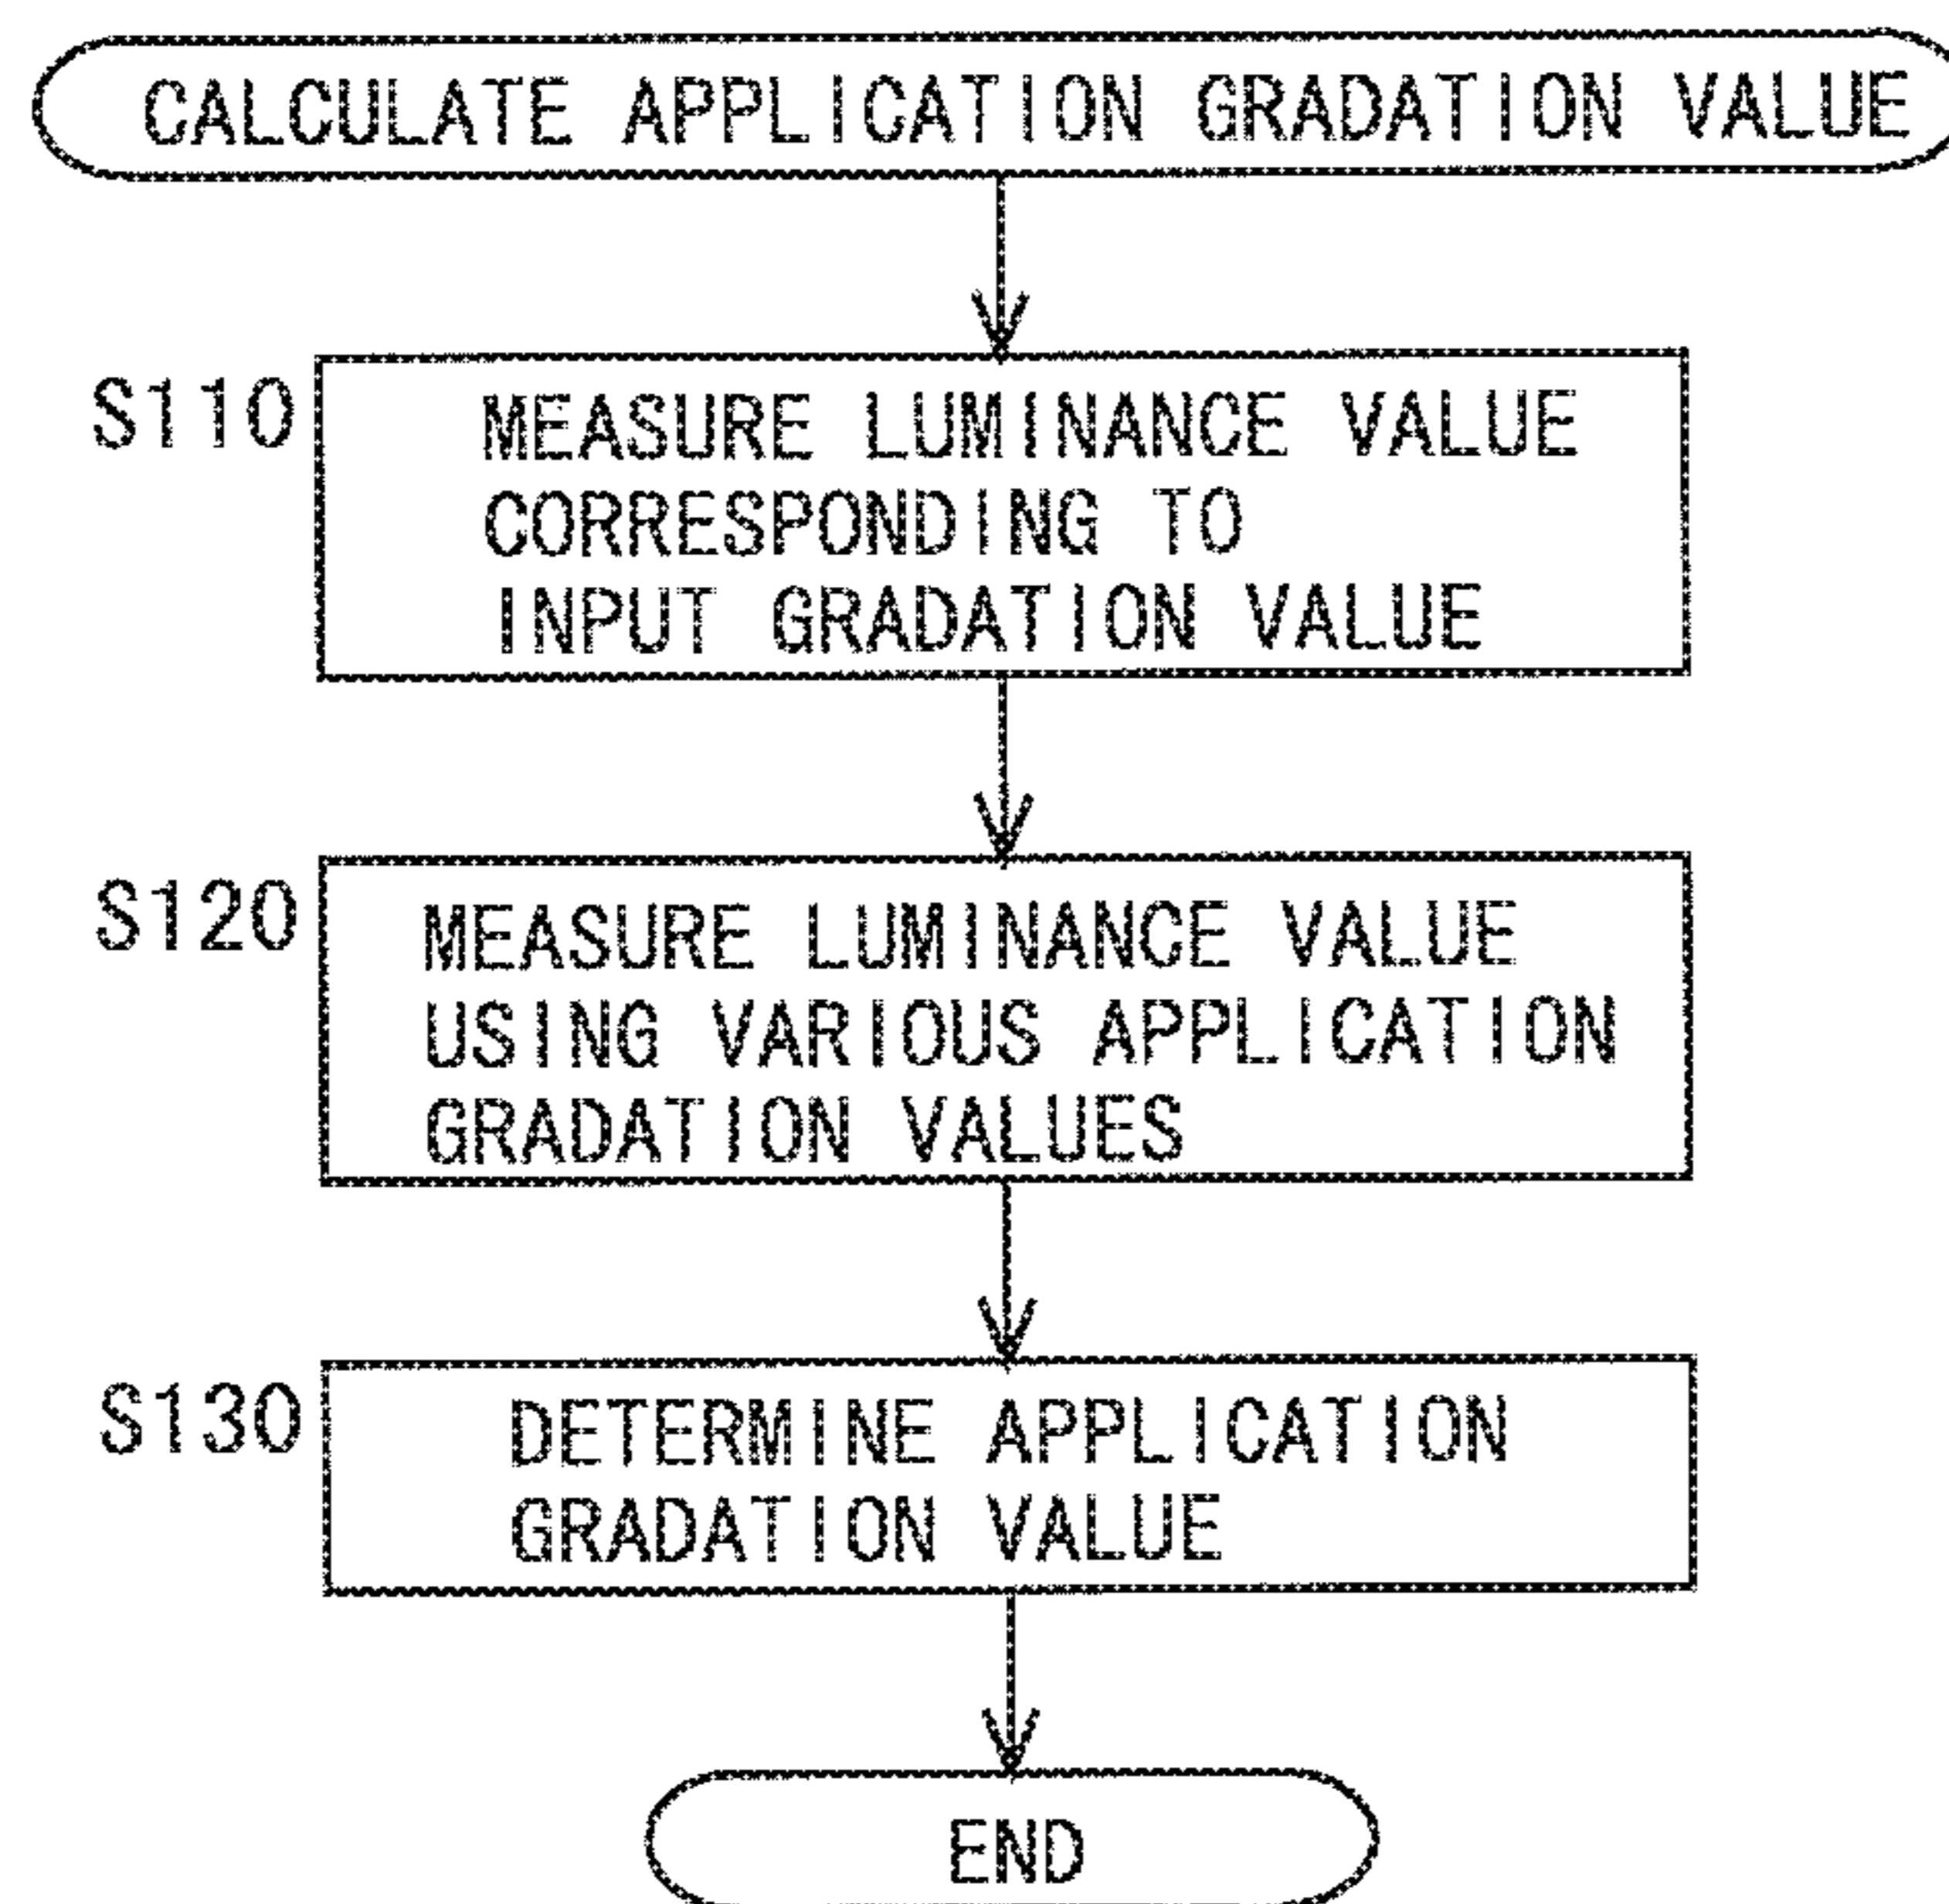 CALCULATE APPLICATION GRADATION VALUE
S110
MEASURE LUMINANCE VALUE
CORRESPONDING TO
INPUT GRADATION VALUE
S120
MEASURE LUMINANCE VALUE
USING VARIOUS APPLICATION
GRADATION VALUES
S130
DETERMINE APPLICATION
GRADATION VALUE
END